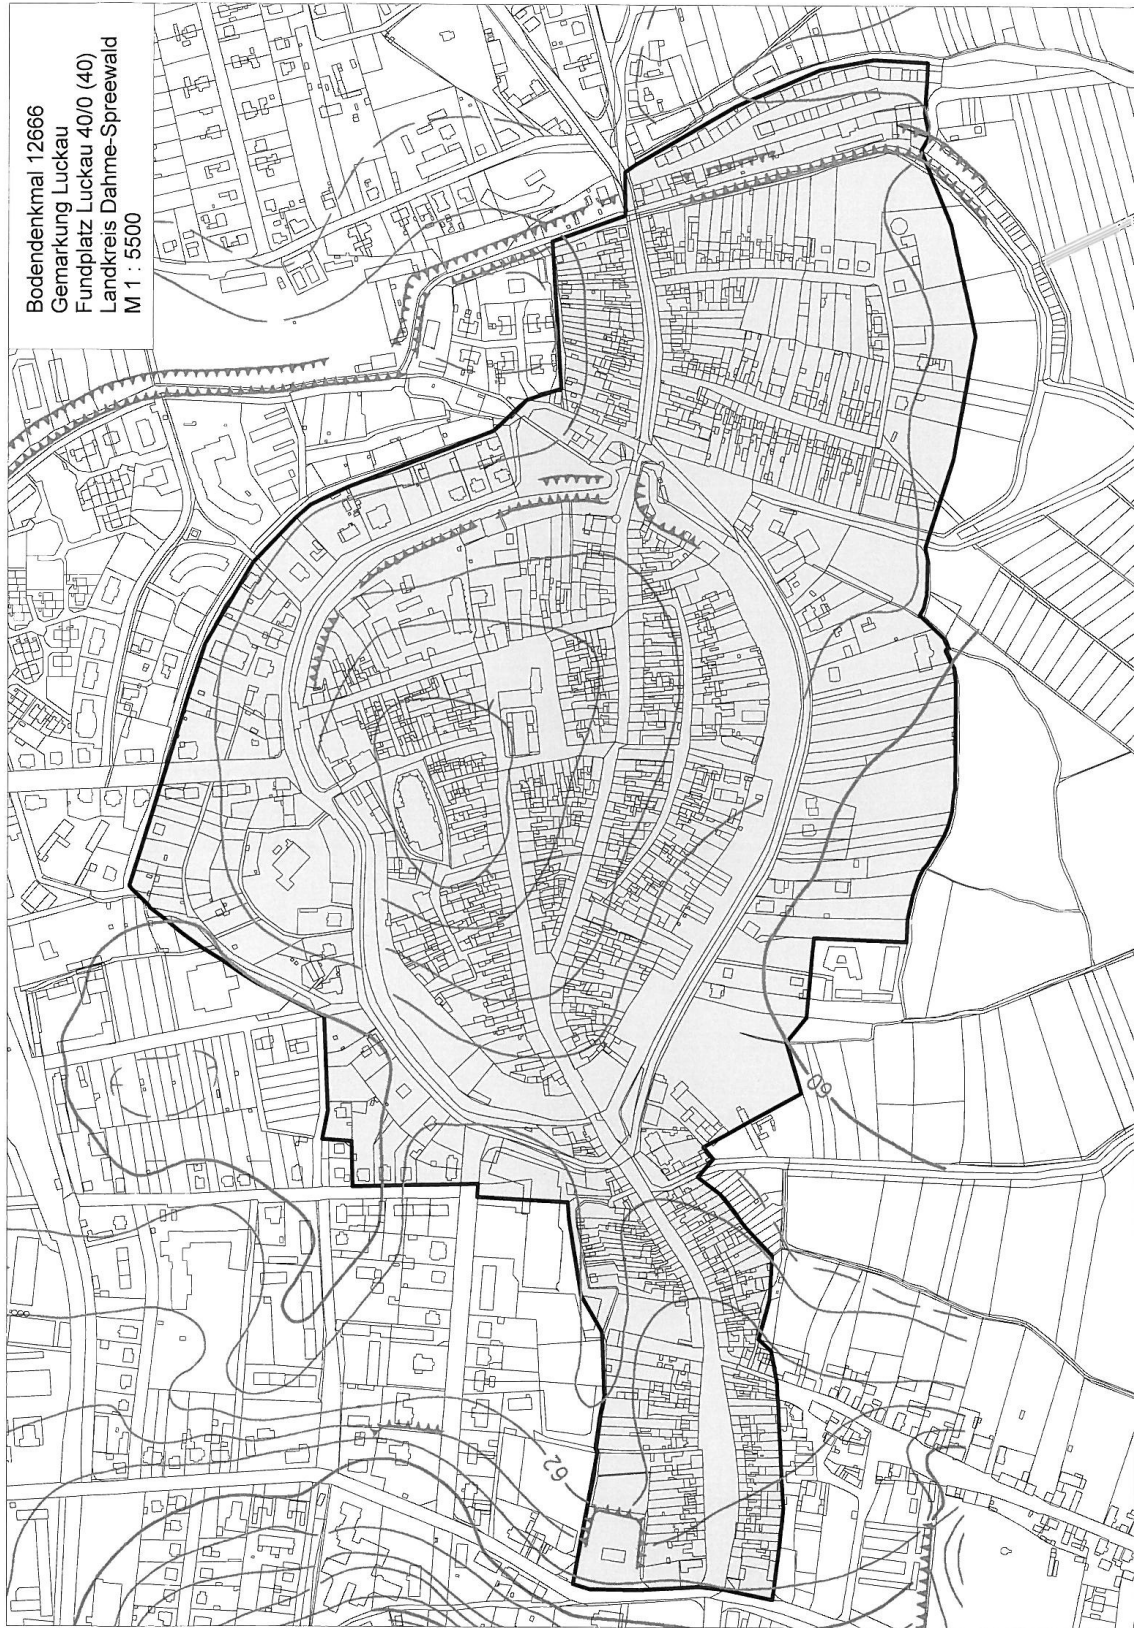 Bodendenkmal 12666
Gemarkung Luckau
Fundplatz Luckau 40/0 (40)
Landkreis Dahme-Spreewald
M 1 : 5500
62
60